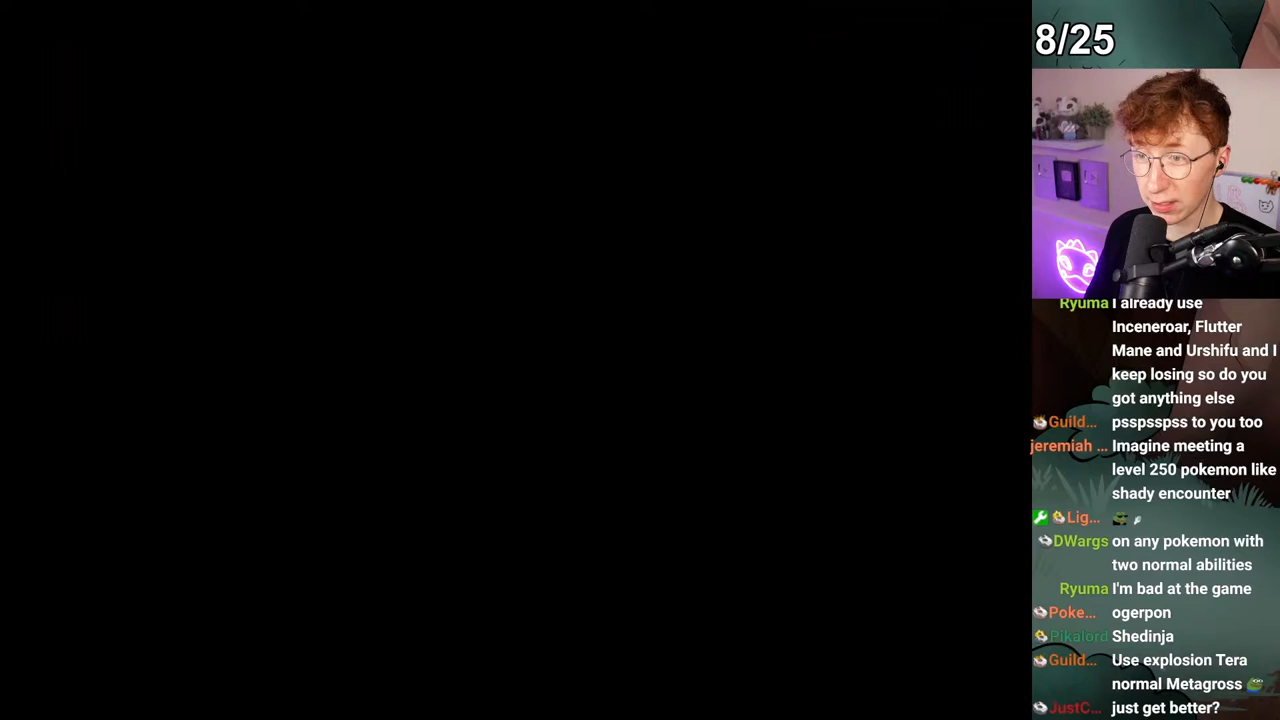 8/25
Ryuma I already use
Inceneroar, Flutter
Mane and Urshifu and I
keep losing so do you
got anything else
Guild... psspsspss to you too
jeremiah ... Imagine meeting a
level 250 pokemon like
shady encounter
Lig...
DWargs on any pokemon with
two normal abilities
Ryuma I'm bad at the game
Poke... ogerpon
Pikalord Shedinja
Guild... Use explosion Tera
normal Metagross
JustC... just get better?